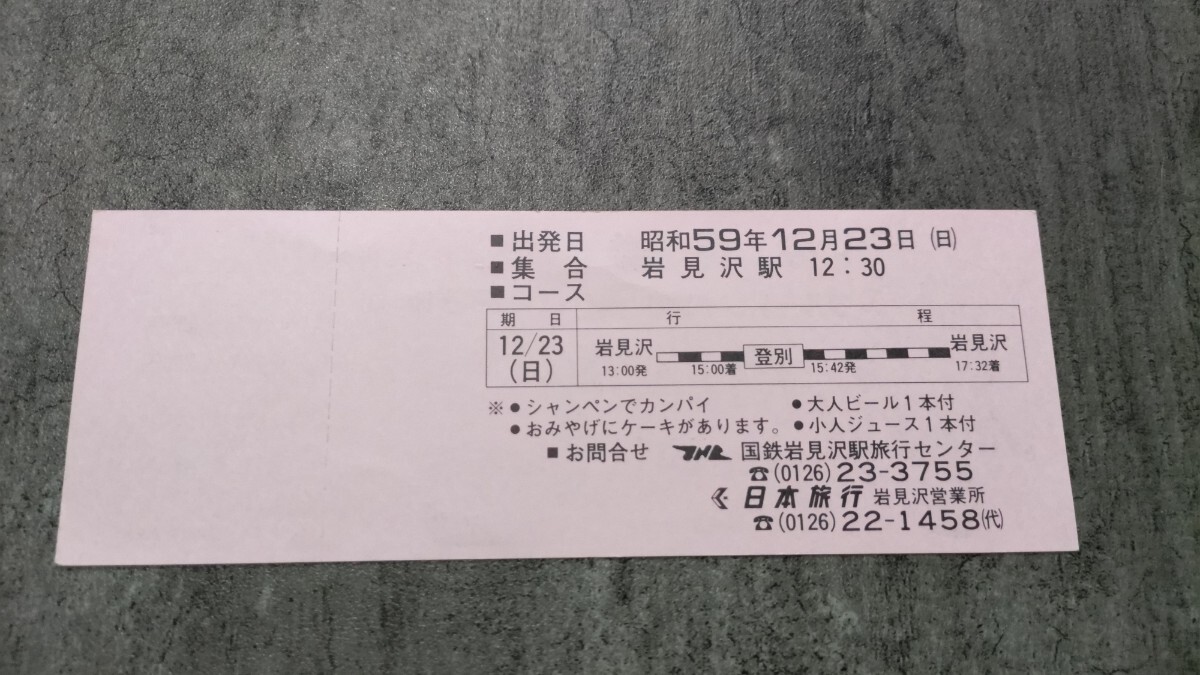 ■出発日 昭和59年12月23日(日)
■集合 岩見沢駅 12:30
■コース
期日 行程
12/23 岩見沢 登別 岩見沢
(日) 13:00発 15:00着 15:42発 17:32着
※●シャンペンでカンパイ ●大人ビール1本付
●おみやげにケーキがあります。●小人ジュース1本付
■お問合せ JNR 国鉄岩見沢駅旅行センター
☎(0126)23-3755
日本旅行 岩見沢営業所
☎(0126)22-1458(代)